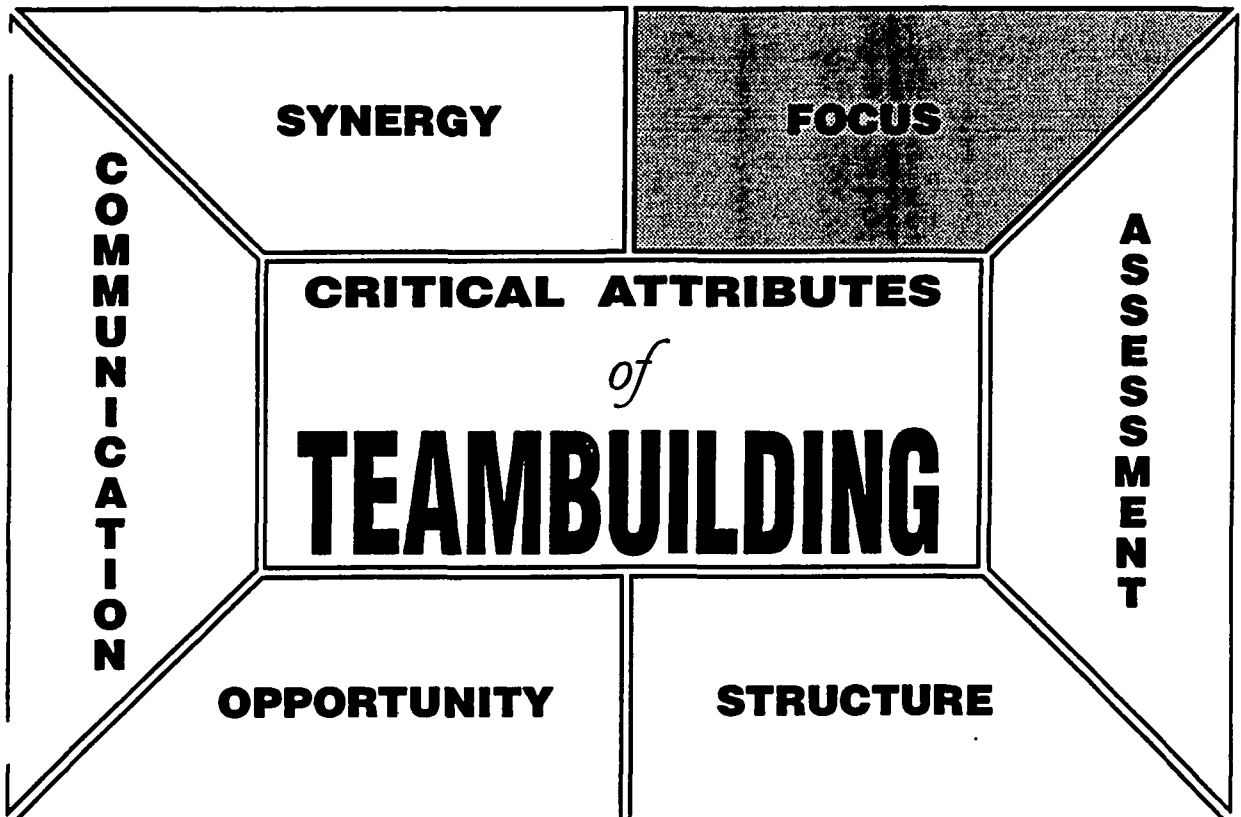 SYNERGY
FOCUS
COMMUNICATION
ASSESSMENT
CRITICAL ATTRIBUTES
of
TEAMBUILDING
OPPORTUNITY
STRUCTURE